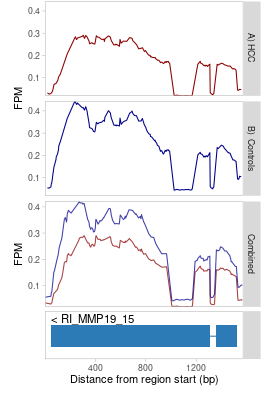 0.4
0.3
0.2
0.1
A) HCC
FPM
0.4
0.3
0.2
0.1
B): Controls
0.4
0.3
0.2
0.1
FPM
Combined
< RI_MMP19_15
400
800
1200
Distance from region start (bp)